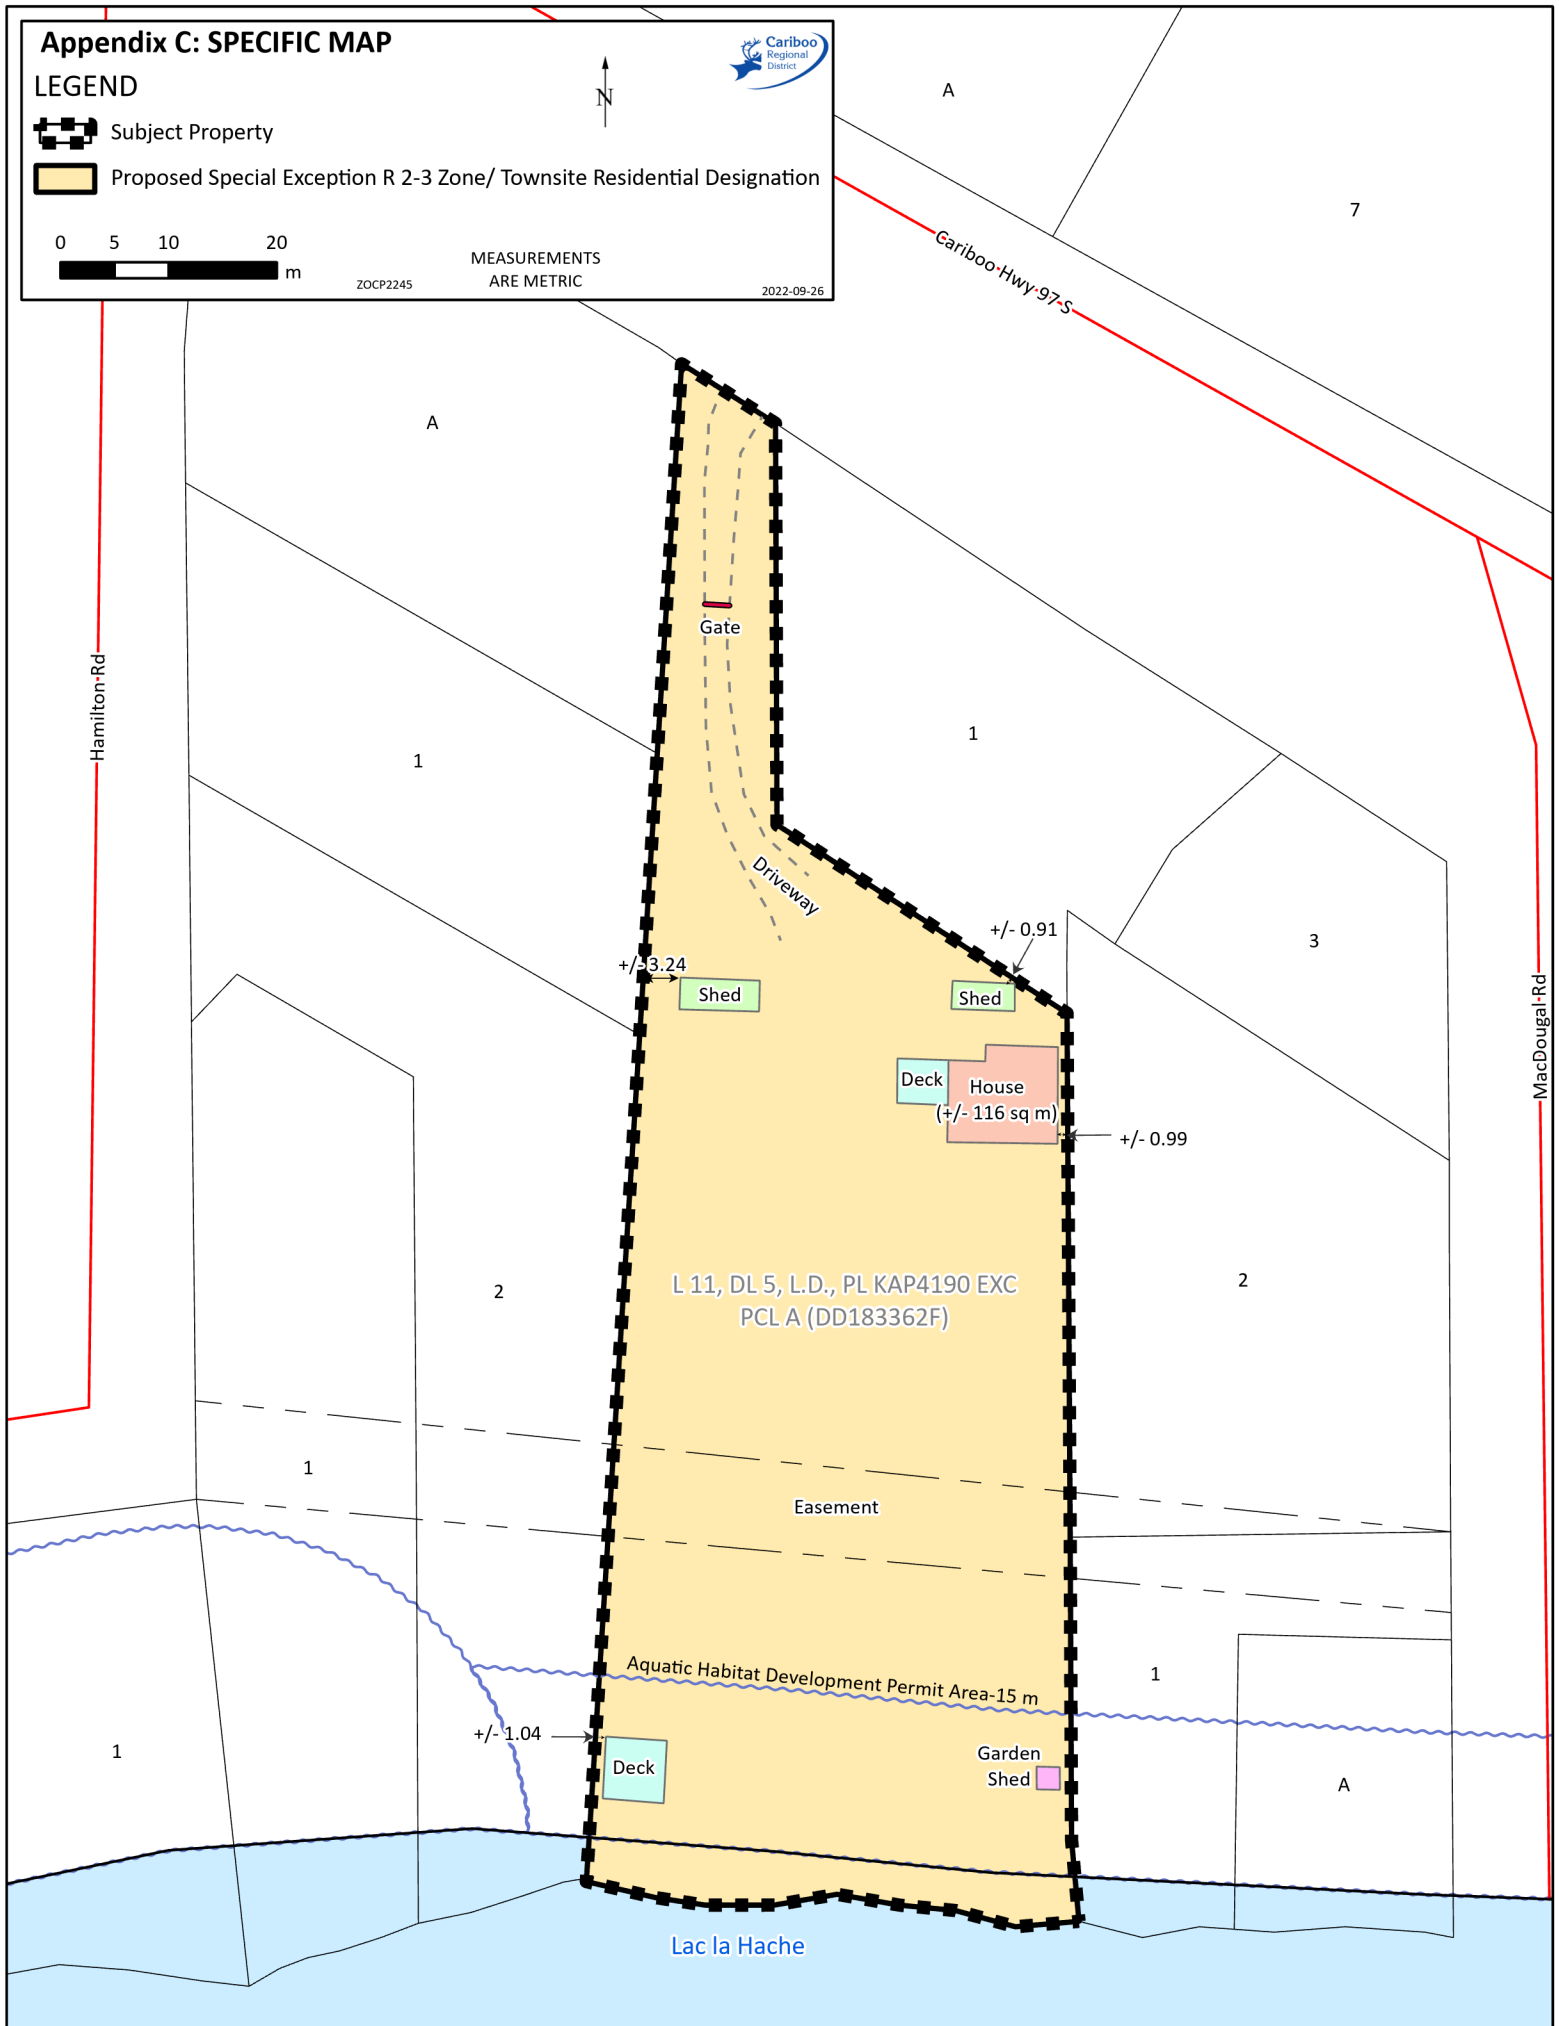 Appendix C: SPECIFIC MAP
Cariboo
Regional
District
LEGEND
N
Subject Property
Proposed Special Exception R 2-3 Zone/ Townsite Residential Designation
0 5 10 20
m
MEASUREMENTS
ARE METRIC
ZOCP2245
2022-09-26
A
7
Cariboo Hwy 97 S
A
Gate
Hamilton Rd
1
1
Driveway
3
+/- 0.91
+/- 3.24
Shed
Shed
MacDougal Rd
Deck
House
(+/- 116 sq m)
+/- 0.99
2
2
L 11, DL 5, L.D., PL KAP4190 EXC
PCL A (DD183362F)
1
Easement
Aquatic Habitat Development Permit Area-15 m
1
+/- 1.04
1
Deck
Garden
Shed
A
Lac la Hache